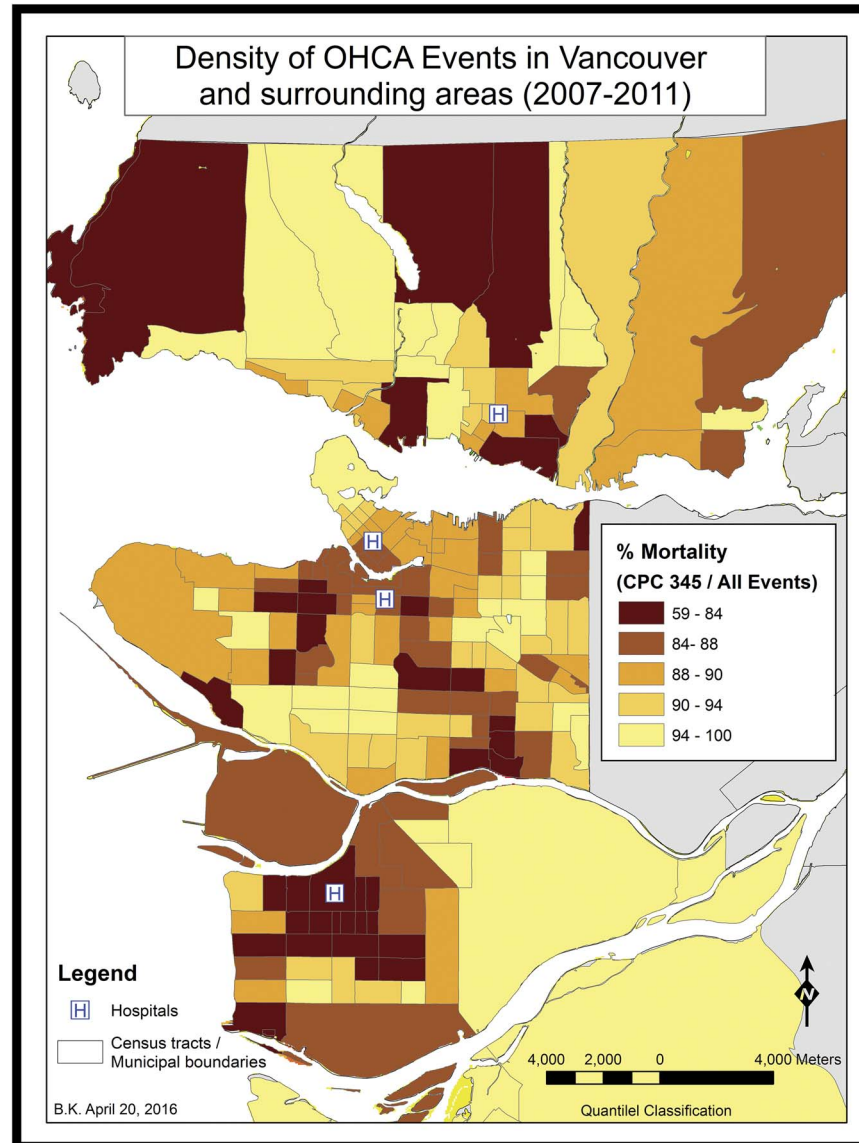 Density of OHCA Events in Vancouver
and surrounding areas (2007-2011)
H
H
H
H
% Mortality
(CPC 345 / All Events)
59 - 84
84- 88
88 - 90
90 - 94
94 - 100
Legend
H Hospitals
Census tracts /
Municipal boundaries
N
4,000 2,000 0 4,000 Meters
B.K. April 20, 2016
Quantilel Classification